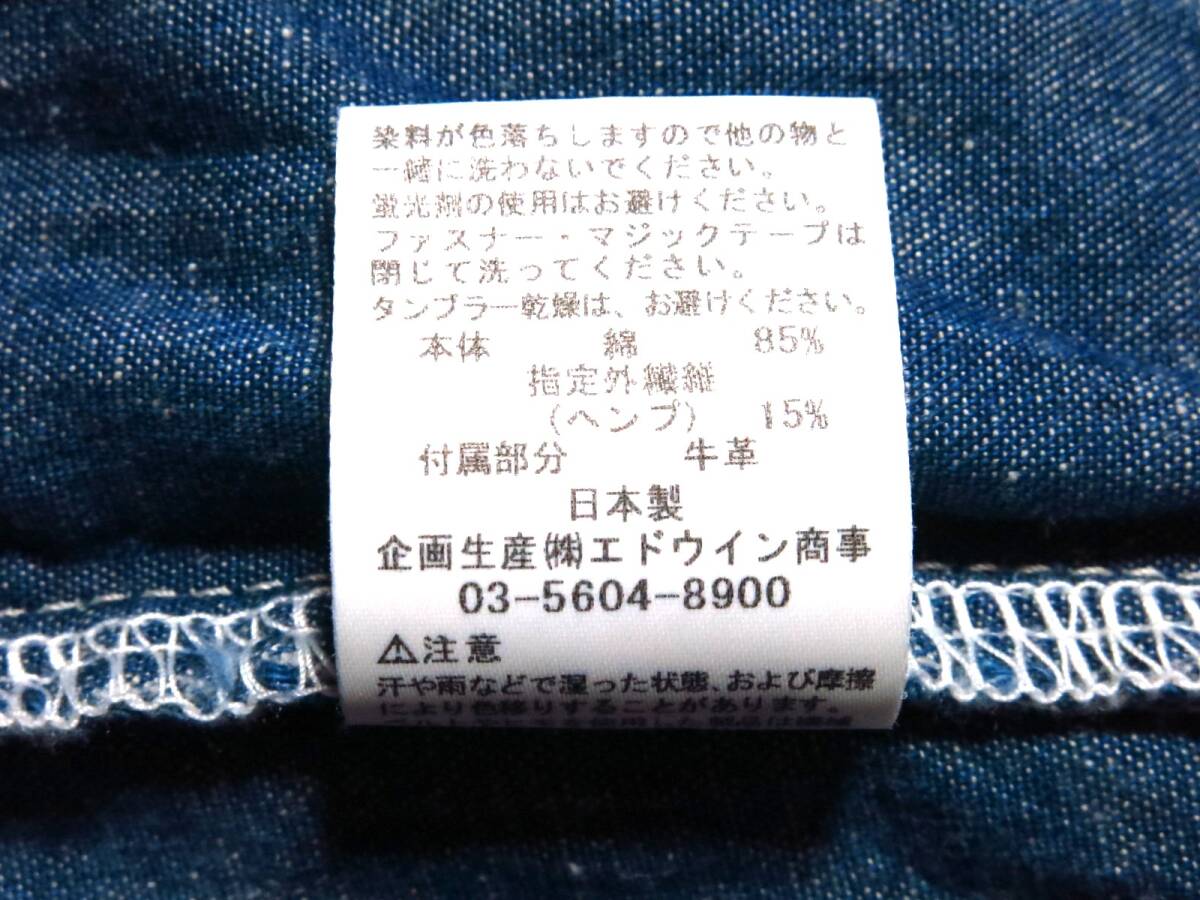 染料が色落ちしますので他の物と
一緒に洗わないでください。
蛍光剤の使用はお避けください。
ファスナー・マジックテープは
閉じて洗ってください。
タンブラー乾燥は、お避けください。
本体 綿 85%
指定外繊維
(ヘンプ) 15%
付属部分 牛革
日本製
企画生産㈱エドウイン商事
03-5604-8900
⚠注意
汗や雨などで湿った状態、および摩擦
により色移りすることがあります。